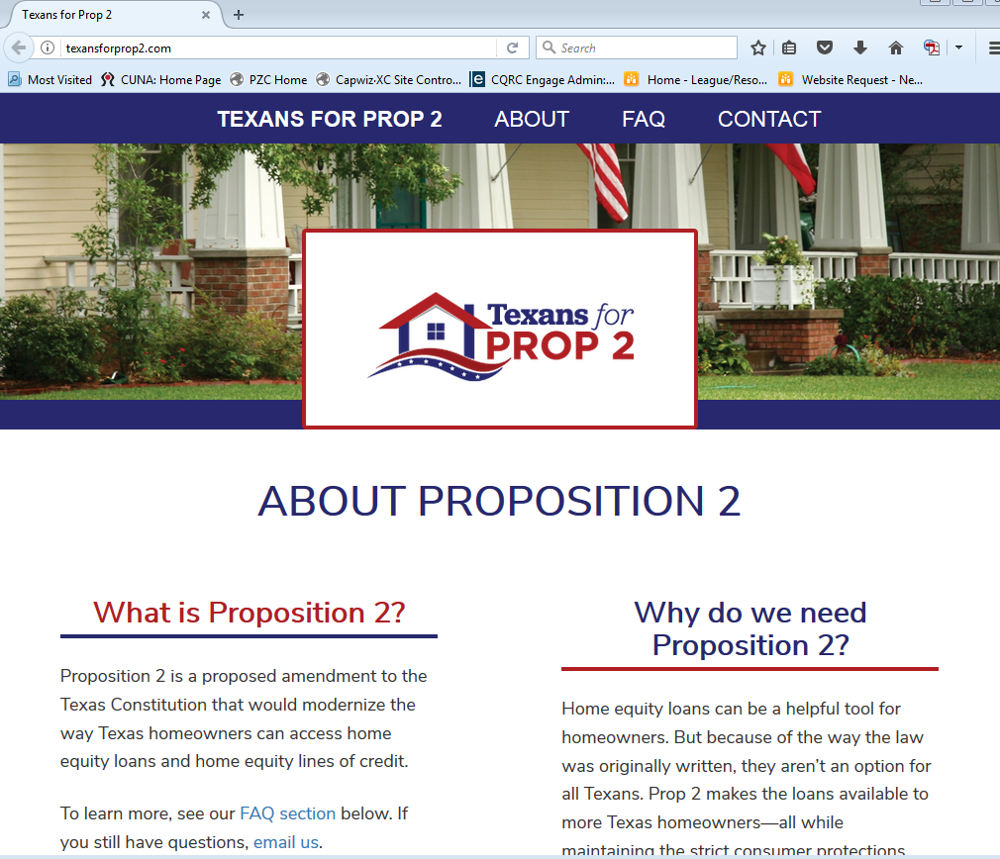 Texans for Prop 2
texansforprop2.com
Search
Most Visited CUNA: Home Page PZC Home Capwiz·XC Site Contro... CQRC Engage Admin:... Home - League/Reso... Website Request - Ne...
TEXANS FOR PROP 2 ABOUT FAQ CONTACT
Texans for
PROP 2
ABOUT PROPOSITION 2
What is Proposition 2?
Proposition 2 is a proposed amendment to the
Texas Constitution that would modernize the
way Texas homeowners can access home
equity loans and home equity lines of credit.
To learn more, see our FAQ section below. If
you still have questions, email us.
Why do we need
Proposition 2?
Home equity loans can be a helpful tool for
homeowners. But because of the way the law
was originally written, they aren’t an option for
all Texans. Prop 2 makes the loans available to
more Texas homeowners—all while
maintaining the strict consumer protections